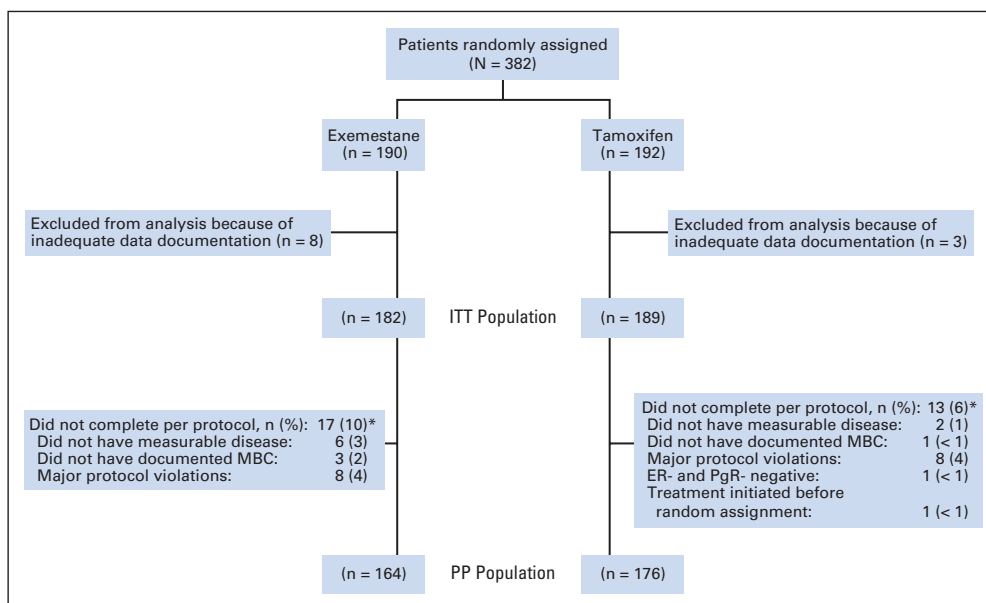 Patients randomly assigned
(N = 382)
Exemestane
(n = 190)
Tamoxifen
(n = 192)
Excluded from analysis because of
inadequate data documentation (n = 8)
Excluded from analysis because of
inadequate data documentation (n = 3)
(n = 182)
ITT Population
(n = 189)
Did not complete per protocol, n (%): 17 (10)*
Did not have measurable disease: 6 (3)
Did not have documented MBC: 3 (2)
Major protocol violations: 8 (4)
Did not complete per protocol, n (%): 13 (6)*
Did not have measurable disease: 2 (1)
Did not have documented MBC: 1 (< 1)
Major protocol violations: 8 (4)
ER- and PgR- negative: 1 (< 1)
Treatment initiated before
random assignment: 1 (< 1)
(n = 164)
PP Population
(n = 176)